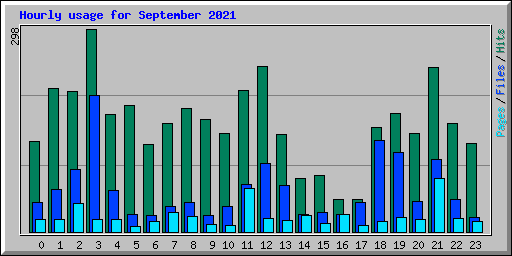 Hourly usage for September 2021
298
Pages/Files/Hits
0 1 2 3 4 5 6 7 8 9 10 11 12 13 14 15 16 17 18 19 20 21 22 23